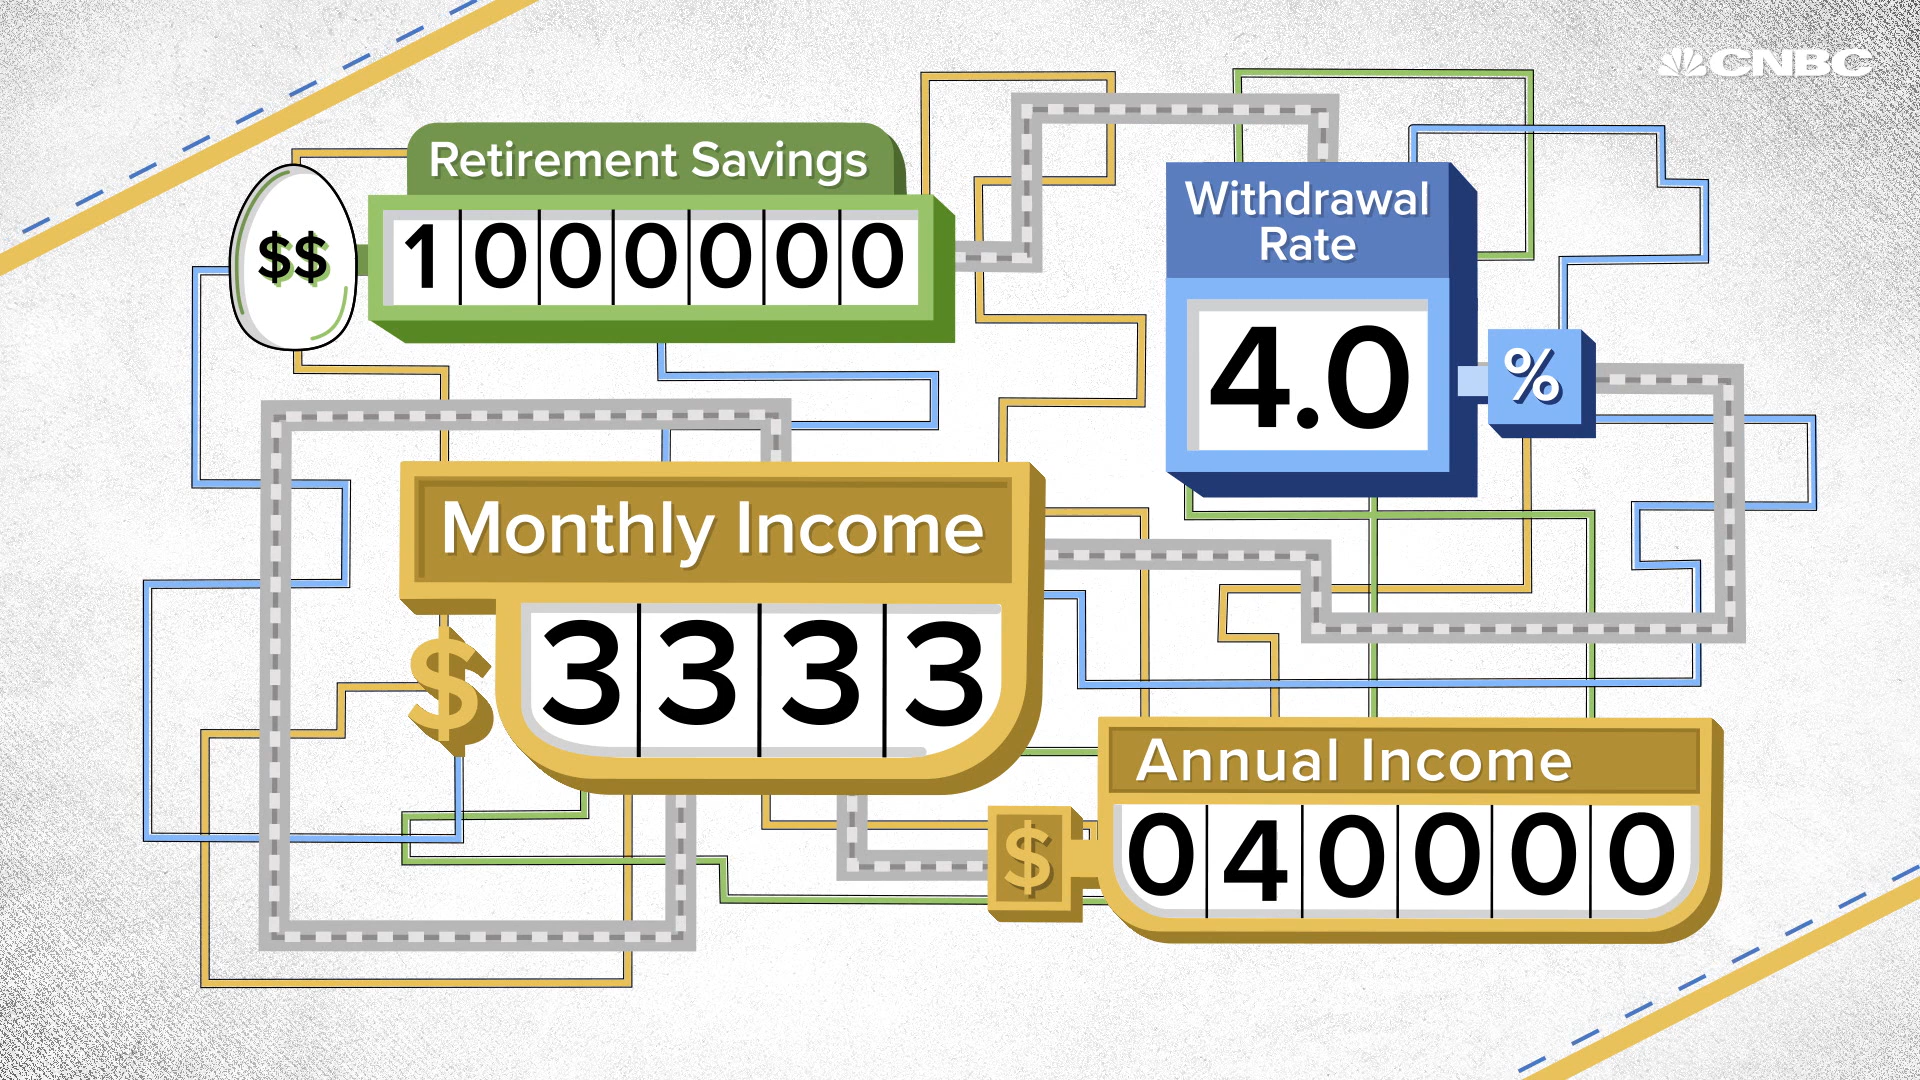 CNBC
Retirement Savings
$$
1000000
Withdrawal
Rate
4.0
%
Monthly Income
$
3333
Annual Income
$
040000